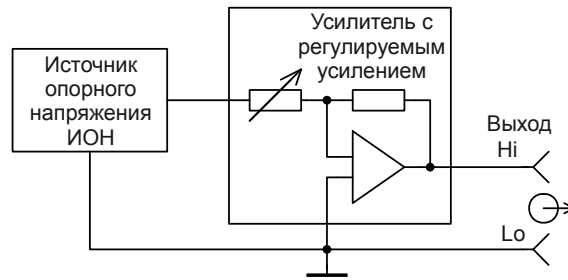 Усилитель с
регулируемым
усилением
Источник
опорного
напряжения
ИОН
Выход
Hi
Lo